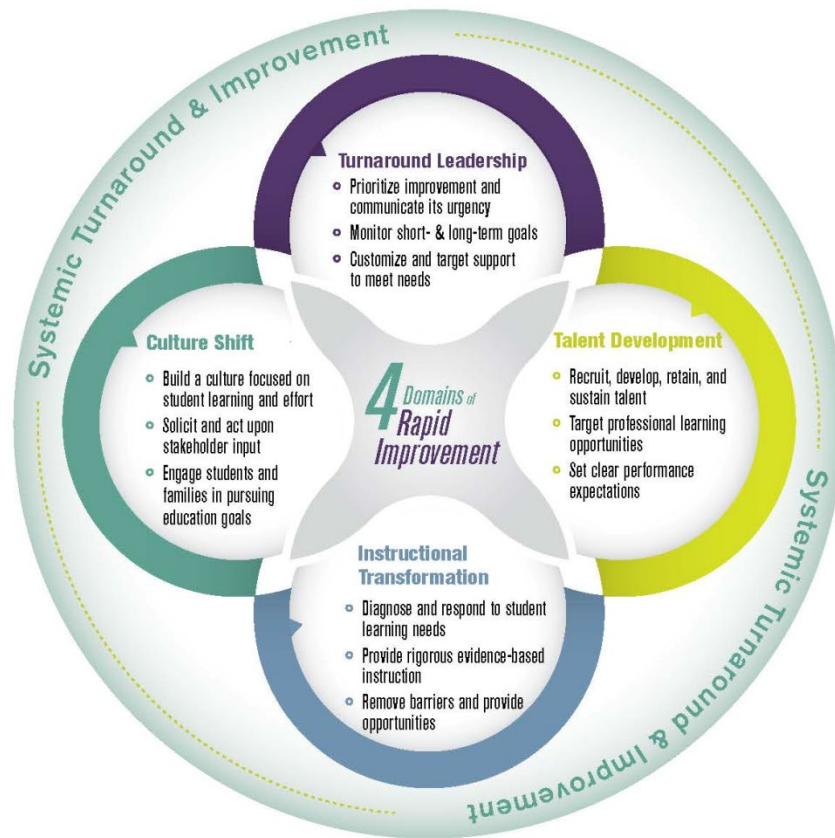 Systemic Turnaround & Improvement
Turnaround Leadership
Prioritize improvement and
communicate its urgency
Monitor short- & long-term goals
Customize and target support
to meet needs
Culture Shift
Build a culture focused on
student learning and effort
Solicit and act upon
stakeholder input
Engage students and
families in pursuing
education goals
4 Domains of
Rapid
Improvement
Talent Development
Recruit, develop, retain, and
sustain talent
Target professional learning
opportunities
Set clear performance
expectations
Instructional
Transformation
Diagnose and respond to student
learning needs
Provide rigorous evidence-based
instruction
Remove barriers and provide
opportunities
Systemic Turnaround & Improvement